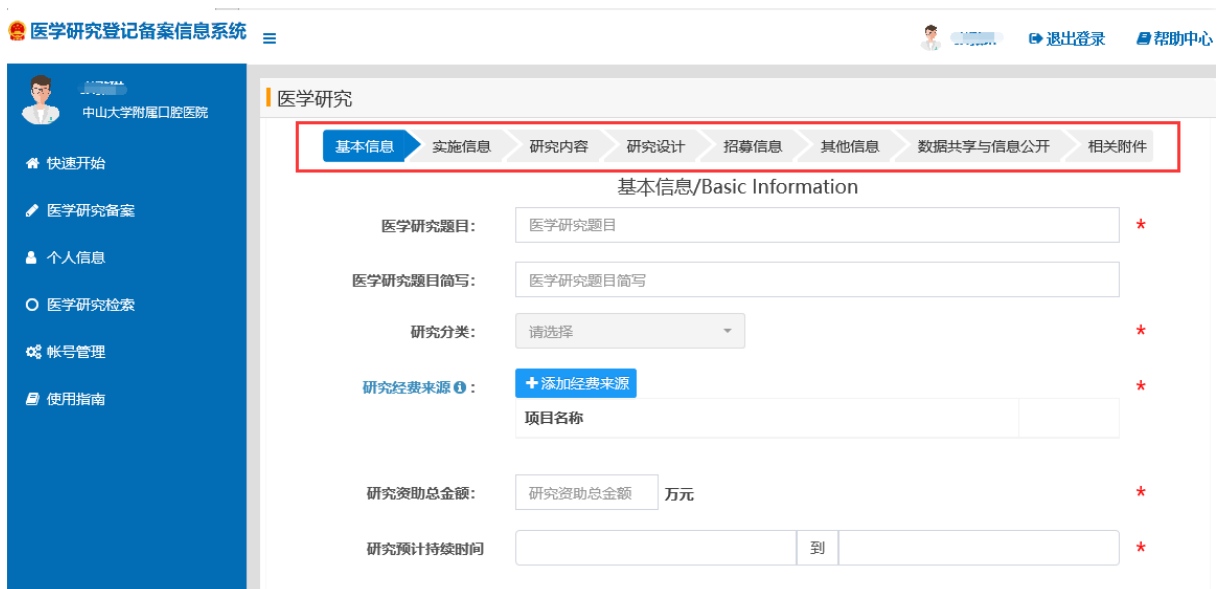 医学研究登记备案信息系统
退出登录
帮助中心
中山大学附属口腔医院
快速开始
医学研究备案
个人信息
医学研究检索
帐号管理
使用指南
医学研究
基本信息 实施信息 研究内容 研究设计 招募信息 其他信息 数据共享与信息公开 相关附件
基本信息/Basic Information
医学研究题目: 医学研究题目 *
医学研究题目简写: 医学研究题目简写
研究分类: 请选择 *
研究经费来源 : +添加经费来源 *
项目名称
研究资助总金额: 研究资助总金额 万元 *
研究预计持续时间 到 *